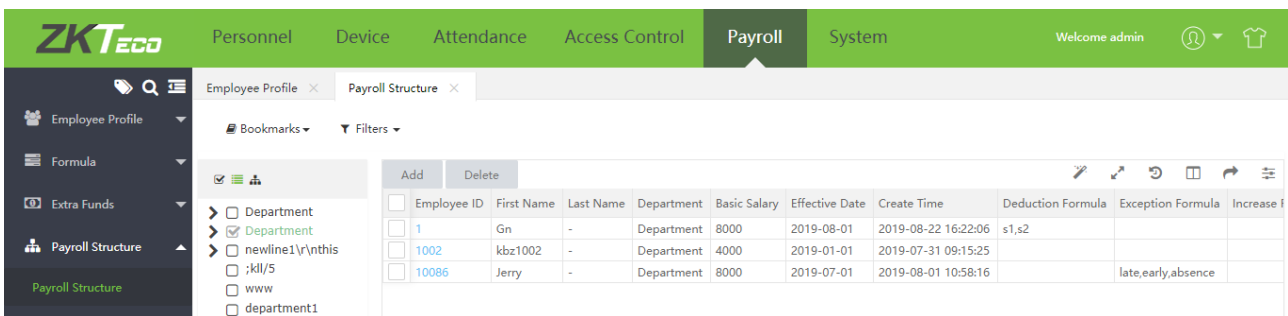 ZKTeco Personnel Device Attendance Access Control Payroll System Welcome admin
Employee Profile Payroll Structure
Employee Profile
Bookmarks Filters
Formula
Add Delete
Employee ID First Name Last Name Department Basic Salary Effective Date Create Time Deduction Formula Exception Formula Increase F
Extra Funds
Department
1 Gn - Department 8000 2019-08-01 2019-08-22 16:22:06 s1,s2
Department
Payroll Structure
newline1\r\nthis
1002 kbz1002 - Department 4000 2019-01-01 2019-07-31 09:15:25
;kll/5
10086 Jerry - Department 8000 2019-07-01 2019-08-01 10:58:16 late,early,absence
Payroll Structure
www
department1